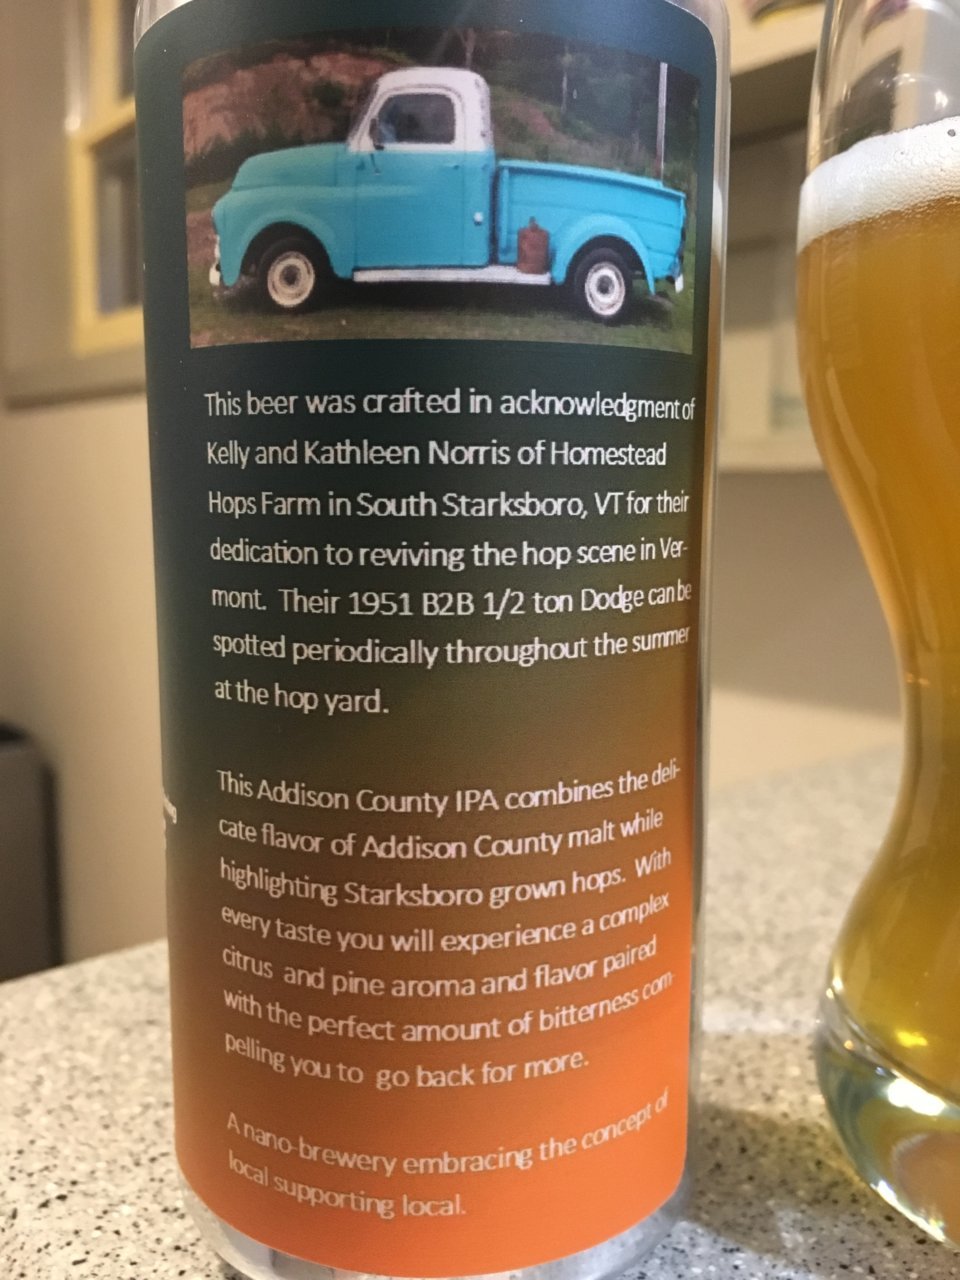 This beer was crafted in acknowledgment of
Kelly and Kathleen Norris of Homestead
Hops Farm in South Starksboro, VT for their
dedication to reviving the hop scene in Ver-
mont. Their 1951 B2B 1/2 ton Dodge can be
spotted periodically throughout the summer
at the hop yard.
This Addison County IPA combines the deli-
cate flavor of Addison County malt while
highlighting Starksboro grown hops. With
every taste you will experience a complex
citrus and pine aroma and flavor paired
with the perfect amount of bitterness com-
pelling you to go back for more.
A nano-brewery embracing the concept of
local supporting local.